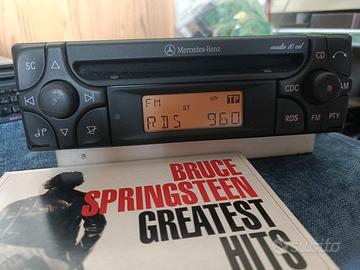 Mercedes-Benz
audio 10 cd
SC
CD
CDC
AM
FM
TP
ST
RDS 960
RDS
FM
PTY
BRUCE
SPRINGSTEEN
GREATEST
HITS
subito